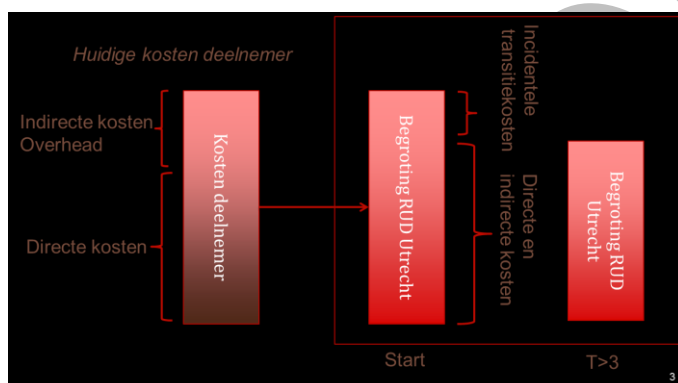 Huidige kosten deelnemer
Indirecte kosten
Overhead
Directe kosten
Kosten deelnemer
Begroting RUD Utrecht
Incidentele
transitiekosten
Directe en
indirecte kosten
Begroting RUD
Utrecht
Start
T>3
3